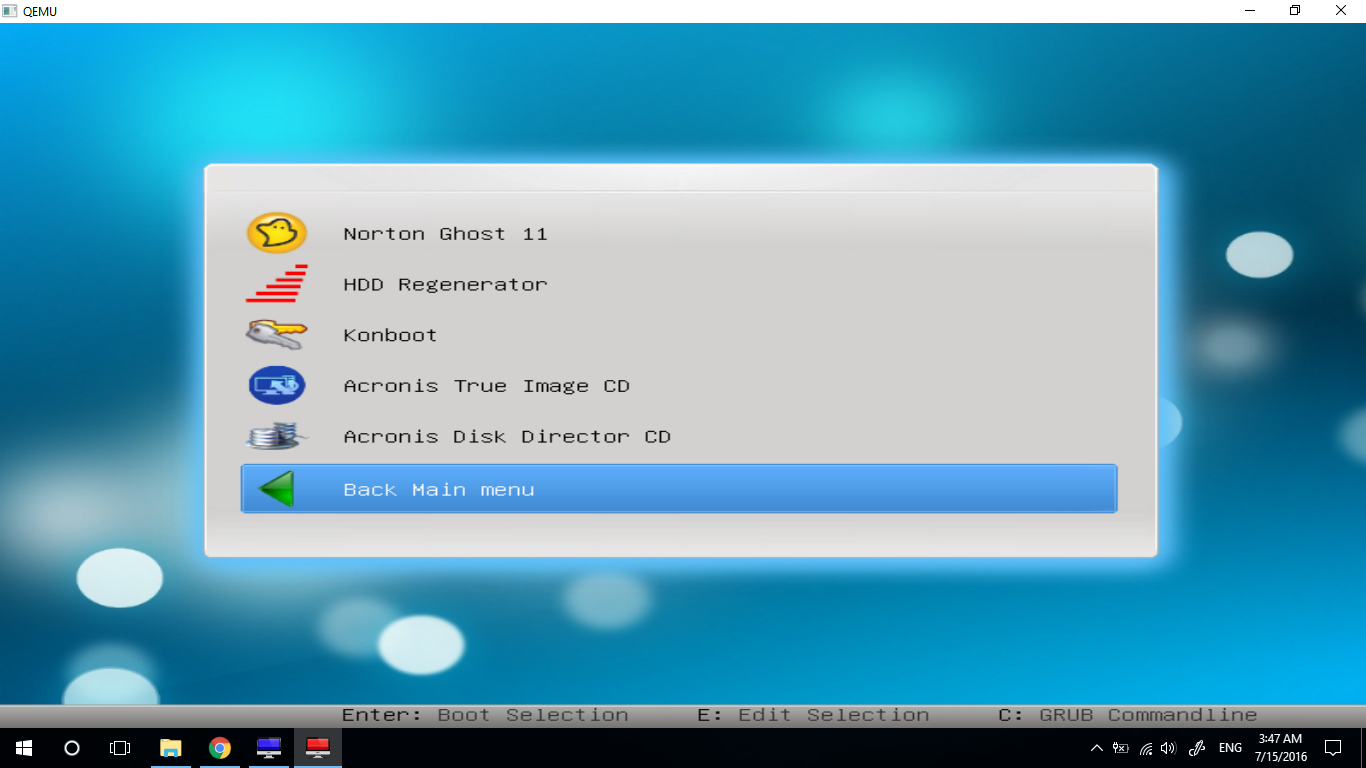 QEMU
Norton Ghost 11
HDD Regenerator
Konboot
Acronis True Image CD
Acronis Disk Director CD
Back Main menu
Enter: Boot Selection E: Edit Selection C: GRUB Commandline
ENG
3:47 AM
7/15/2016